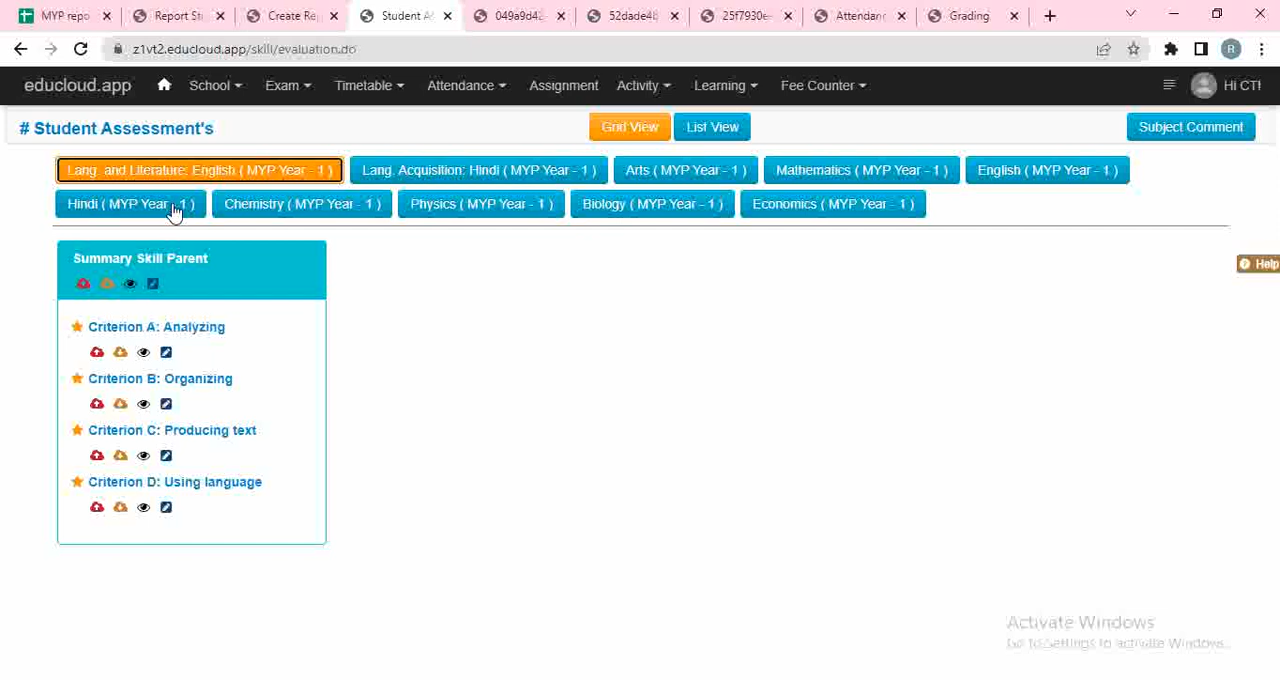 MYP repo
Report St
Create Re
Student A
049a9d42
52dade4b
25f7930e
Attendanc
Grading
z1vt2.educloud.app/skill/evaluation.do
R
educloud.app
School
Exam
Timetable
Attendance
Assignment
Activity
Learning
Fee Counter
Hi CT!
# Student Assessment's
Grid View
List View
Subject Comment
Lang. and Literature: English ( MYP Year - 1 )
Lang. Acquisition: Hindi ( MYP Year - 1 )
Arts ( MYP Year - 1 )
Mathematics ( MYP Year - 1 )
English ( MYP Year - 1 )
Hindi ( MYP Year - 1 )
Chemistry ( MYP Year - 1 )
Physics ( MYP Year - 1 )
Biology ( MYP Year - 1 )
Economics ( MYP Year - 1 )
Summary Skill Parent
Help
Criterion A: Analyzing
Criterion B: Organizing
Criterion C: Producing text
Criterion D: Using language
Activate Windows
Go to Settings to activate Windows.